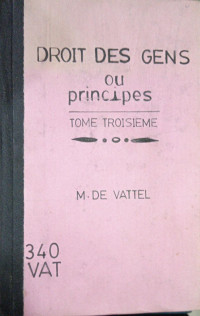 DROIT DES GENS
ou
principes
TOME TROISIEME
M. DE VATTEL
340
VAT